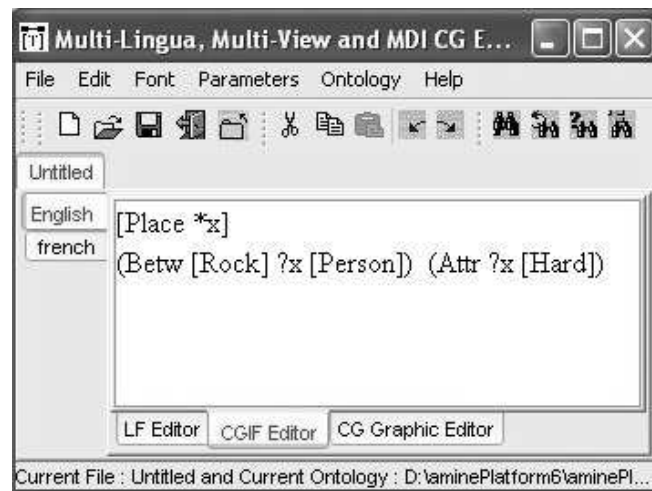 Multi-Lingua, Multi-View and MDI CG E...
File Edit Font Parameters Ontology Help
Untitled
English
french
[Place *x]
(Betw [Rock] ?x [Person]) (Attr ?x [Hard])
LF Editor CGIF Editor CG Graphic Editor
Current File : Untitled and Current Ontology : D:\aminePlatform6\aminePl...